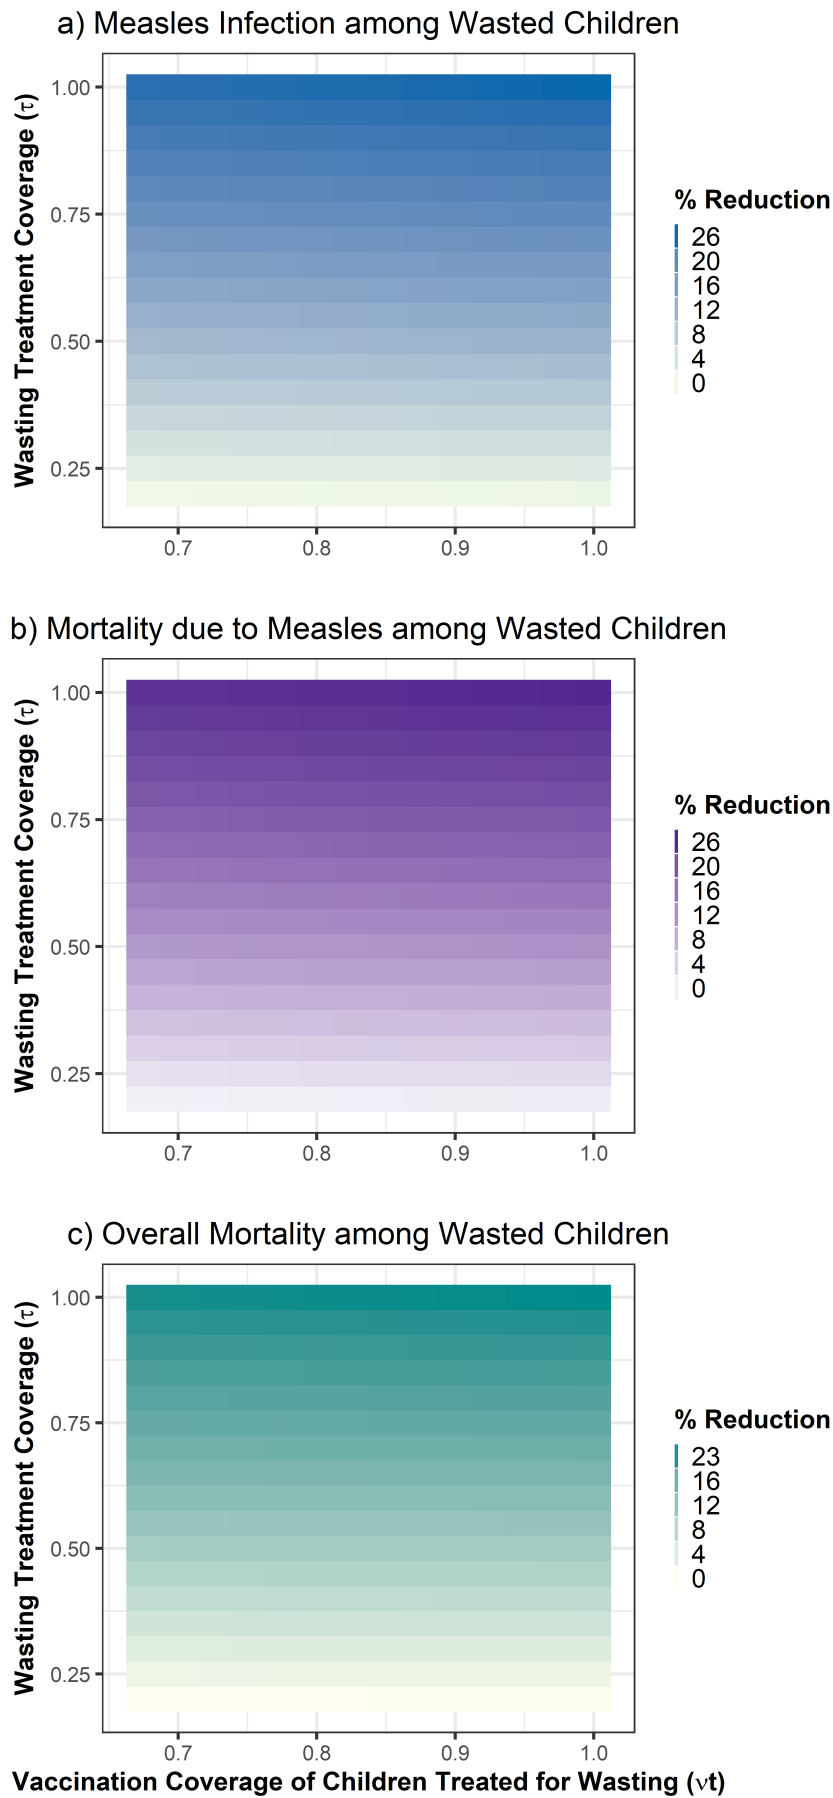 a) Measles Infection among Wasted Children
Wasting Treatment Coverage (τ)
1.00
0.75
0.50
0.25
0.7 0.8 0.9 1.0
% Reduction
26
20
16
12
8
4
0
b) Mortality due to Measles among Wasted Children
Wasting Treatment Coverage (τ)
1.00
0.75
0.50
0.25
0.7 0.8 0.9 1.0
% Reduction
26
20
16
12
8
4
0
c) Overall Mortality among Wasted Children
Wasting Treatment Coverage (τ)
1.00
0.75
0.50
0.25
0.7 0.8 0.9 1.0
% Reduction
23
16
12
8
4
0
Vaccination Coverage of Children Treated for Wasting (νt)